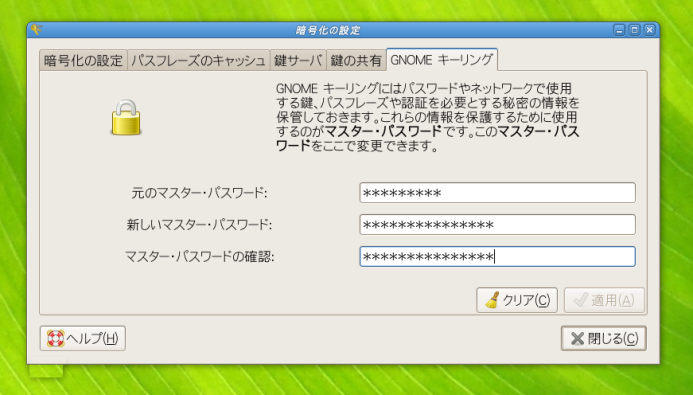 暗号化の設定
暗号化の設定 パスフレーズのキャッシュ 鍵サーバ 鍵の共有 GNOME キーリング
GNOME キーリングにはパスワードやネットワークで使用
する鍵、パスフレーズや認証を必要とする秘密の情報を
保管しておきます。これらの情報を保護するために使用
するのがマスター・パスワードです。このマスター・パス
ワードをここで変更できます。
元のマスター・パスワード: *********
新しいマスター・パスワード: ***************
マスター・パスワードの確認: ***************
クリア(C) 適用(A)
ヘルプ(H) 閉じる(C)